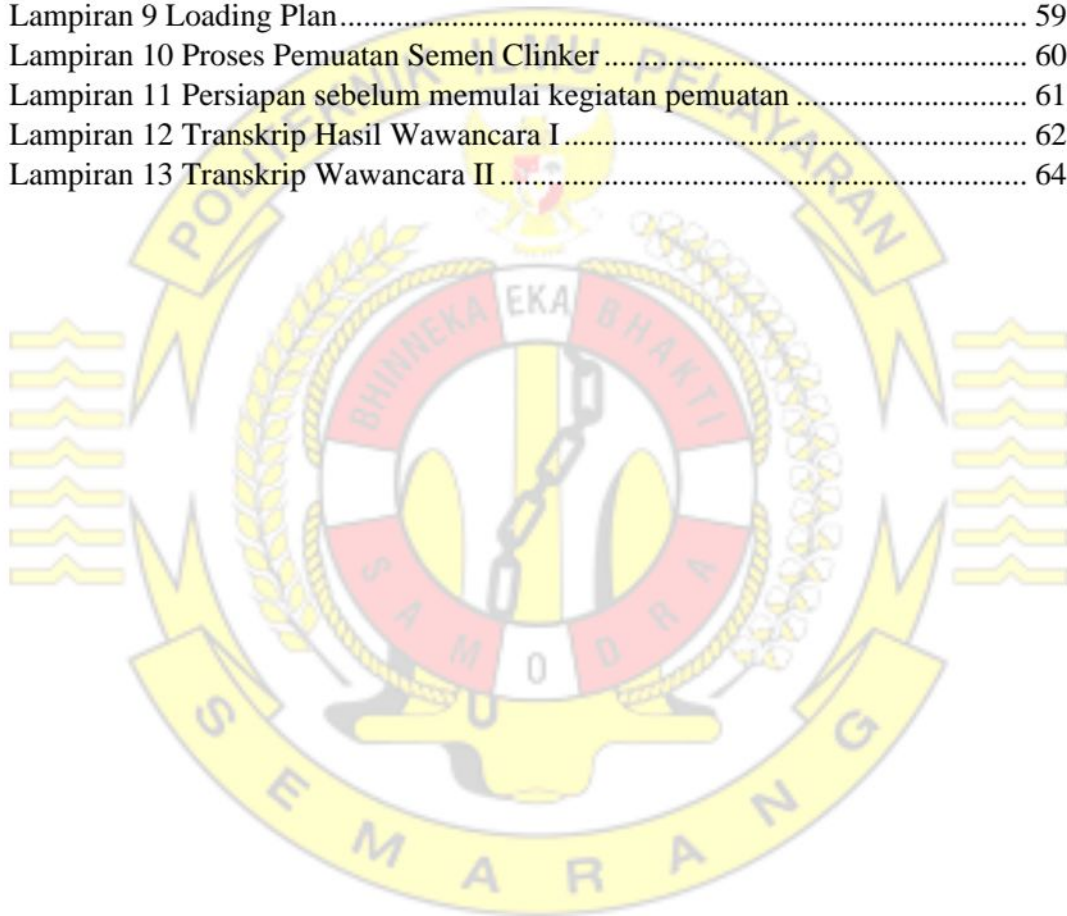 Lampiran 9 Loading Plan........................................................................................................ 59
Lampiran 10 Proses Pemuatan Semen Clinker ................................................................ 60
Lampiran 11 Persiapan sebelum memulai kegiatan pemuatan ................................... 61
Lampiran 12 Transkrip Hasil Wawancara I...................................................................... 62
Lampiran 13 Transkrip Wawancara II ............................................................................... 64
POLITEKNIK ILMU PELAYARAN
BHINNEKA EKA BHAKTI
SAMODRA
SEMARANG